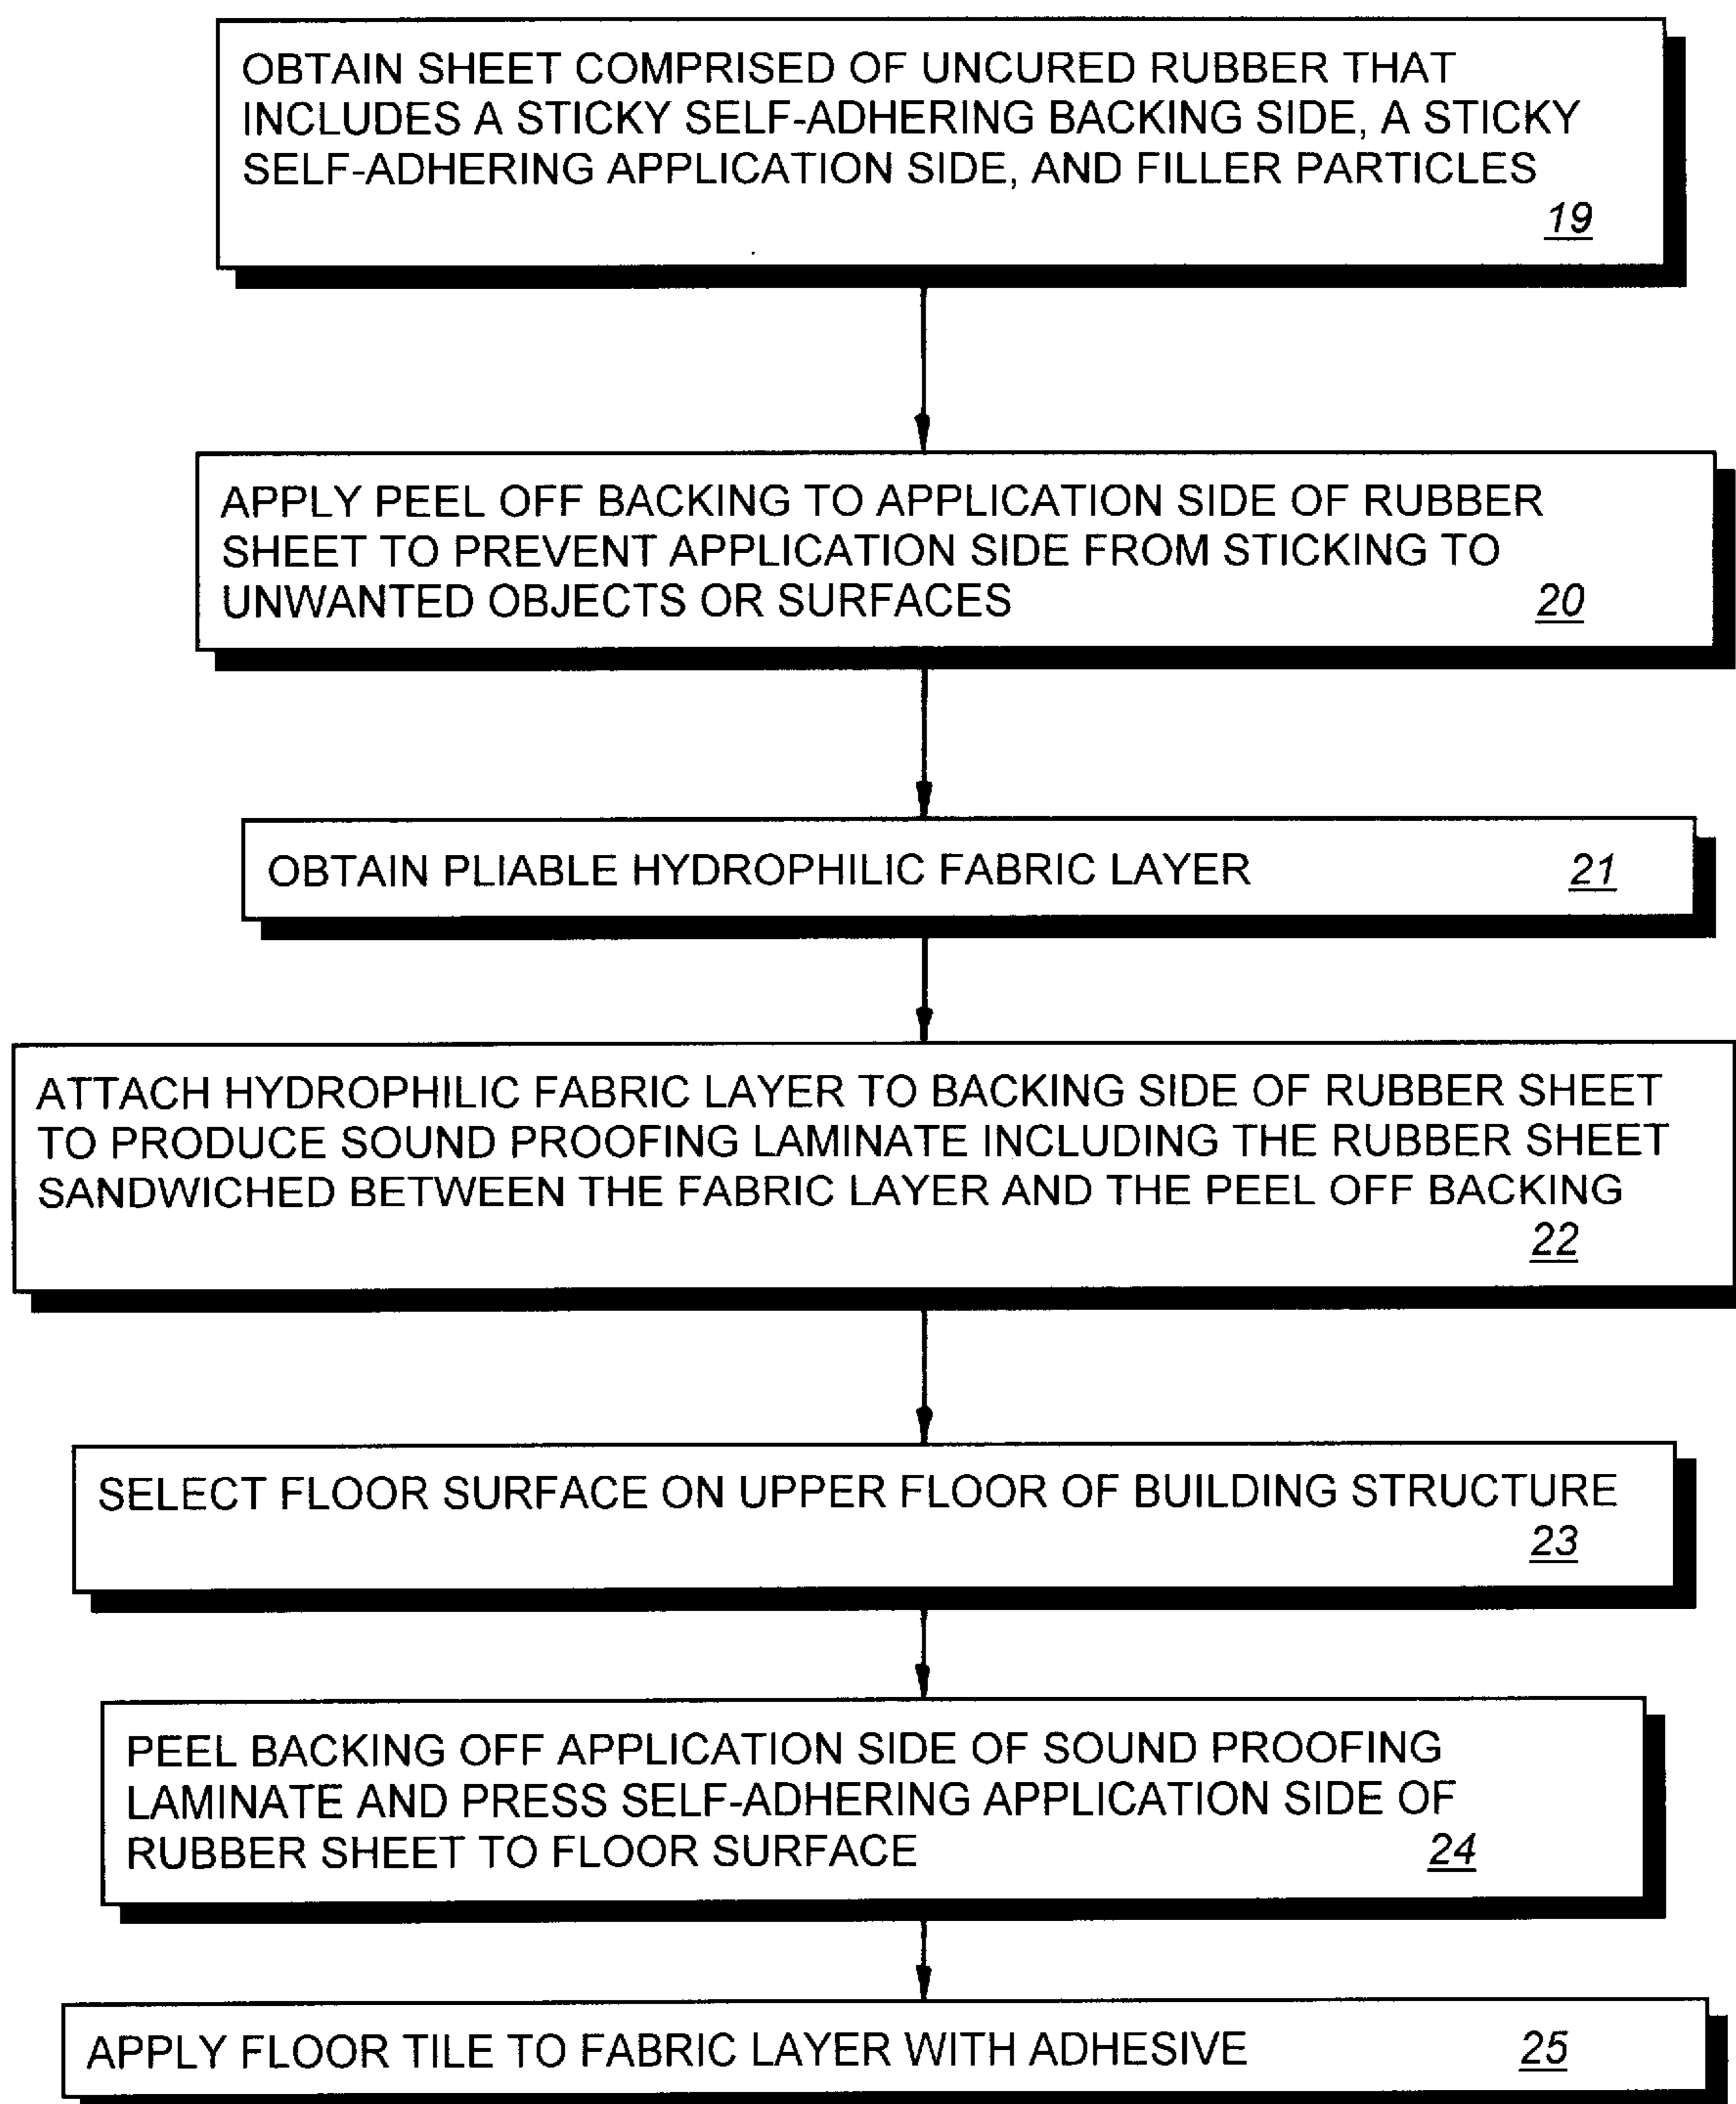 OBTAIN SHEET COMPRISED OF UNCURED RUBBER THAT
INCLUDES A STICKY SELF-ADHERING BACKING SIDE, A STICKY
SELF-ADHERING APPLICATION SIDE, AND FILLER PARTICLES
19
APPLY PEEL OFF BACKING TO APPLICATION SIDE OF RUBBER
SHEET TO PREVENT APPLICATION SIDE FROM STICKING TO
UNWANTED OBJECTS OR SURFACES 20
OBTAIN PLIABLE HYDROPHILIC FABRIC LAYER 21
ATTACH HYDROPHILIC FABRIC LAYER TO BACKING SIDE OF RUBBER SHEET
TO PRODUCE SOUND PROOFING LAMINATE INCLUDING THE RUBBER SHEET
SANDWICHED BETWEEN THE FABRIC LAYER AND THE PEEL OFF BACKING
22
SELECT FLOOR SURFACE ON UPPER FLOOR OF BUILDING STRUCTURE
23
PEEL BACKING OFF APPLICATION SIDE OF SOUND PROOFING
LAMINATE AND PRESS SELF-ADHERING APPLICATION SIDE OF
RUBBER SHEET TO FLOOR SURFACE 24
APPLY FLOOR TILE TO FABRIC LAYER WITH ADHESIVE 25